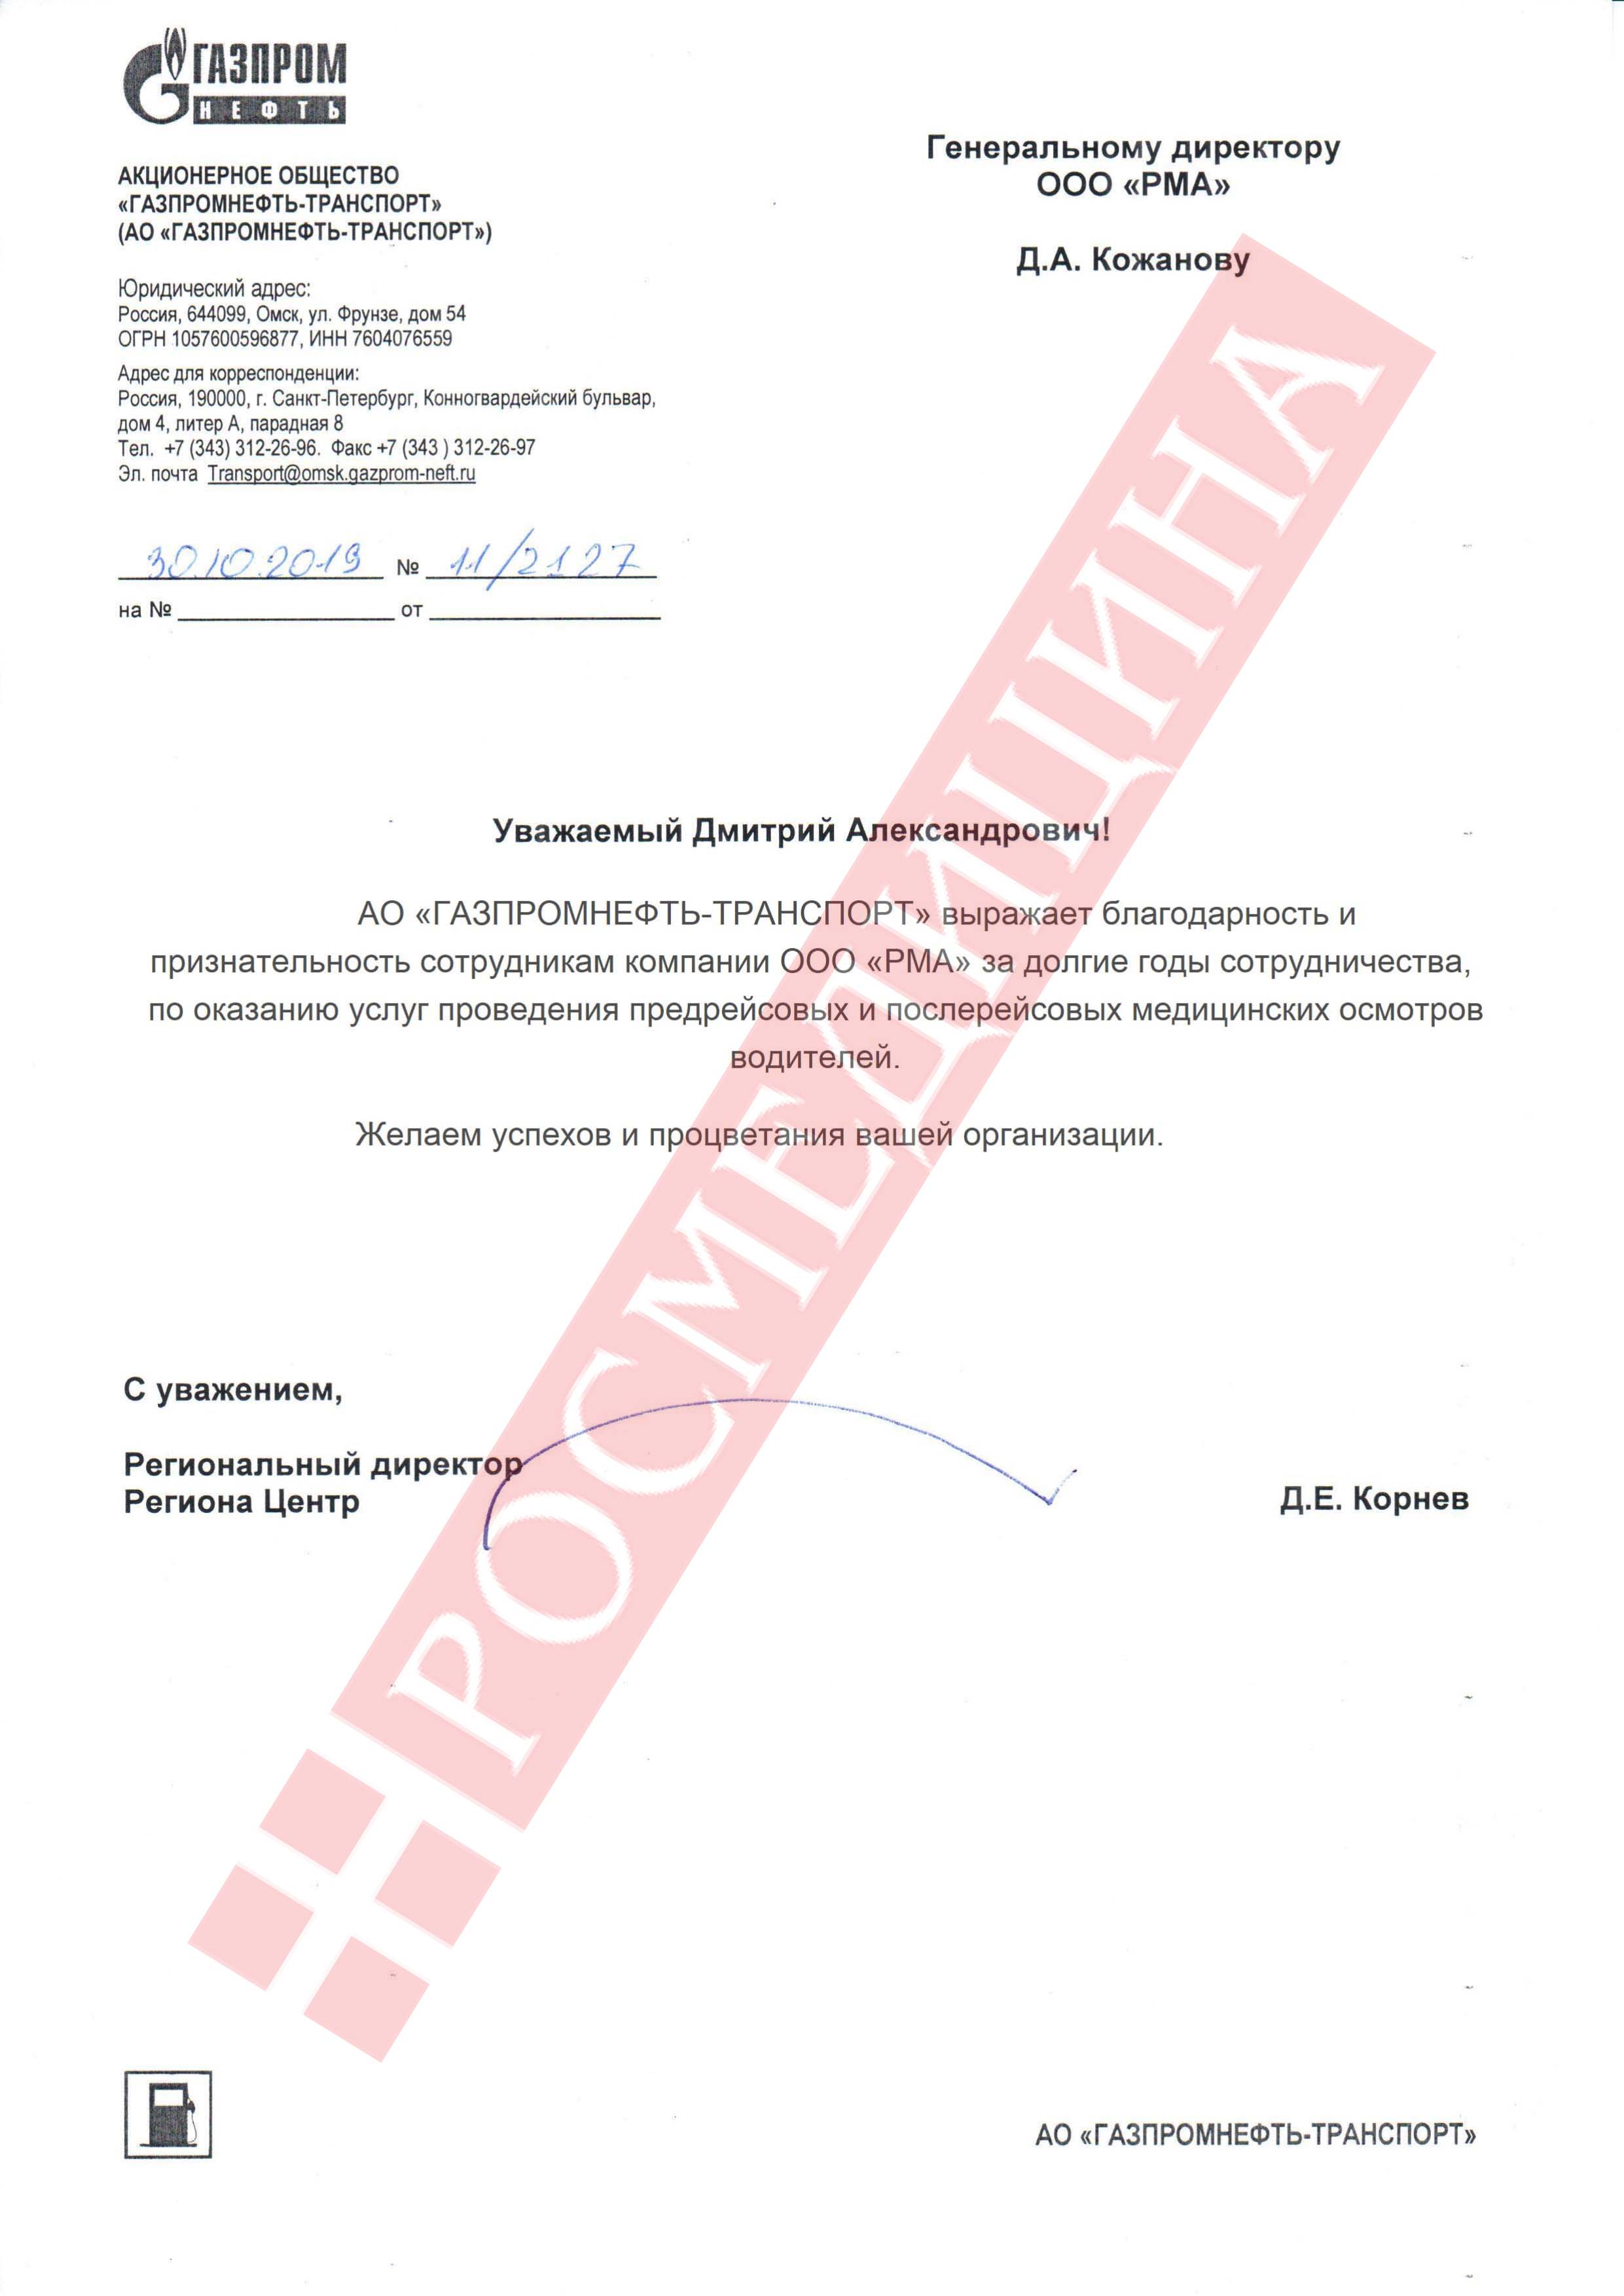 ГАЗПРОМ
НЕФТЬ
АКЦИОНЕРНОЕ ОБЩЕСТВО
«ГАЗПРОМНЕФТЬ-ТРАНСПОРТ»
(АО «ГАЗПРОМНЕФТЬ-ТРАНСПОРТ»)
Юридический адрес:
Россия, 644099, Омск, ул. Фрунзе, дом 54
ОГРН 1057600596877, ИНН 7604076559
Адрес для корреспонденции:
Россия, 190000, г. Санкт-Петербург, Конногвардейский бульвар,
дом 4, литер А, парадная 8
Тел. +7 (343) 312-26-96. Факс +7 (343 ) 312-26-97
Эл. почта Transport@omsk.gazprom-neft.ru
30.10.2019 № 11/2127
на № от
Генеральному директору
ООО «РМА»
Д.А. Кожанову
Уважаемый Дмитрий Александрович!
АО «ГАЗПРОМНЕФТЬ-ТРАНСПОРТ» выражает благодарность и
признательность сотрудникам компании ООО «РМА» за долгие годы сотрудничества,
по оказанию услуг проведения предрейсовых и послерейсовых медицинских осмотров
водителей.
Желаем успехов и процветания вашей организации.
С уважением,
Региональный директор
Региона Центр
Д.Е. Корнев
РОСМЕДИЦИНА
АО «ГАЗПРОМНЕФТЬ-ТРАНСПОРТ»